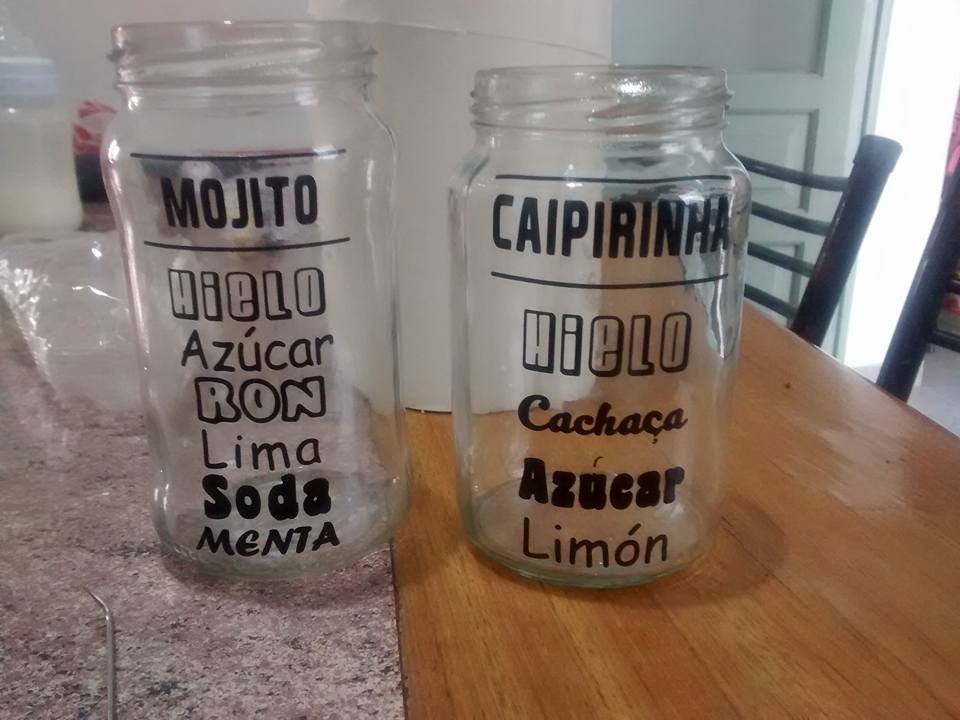 MOJITO
HiELO
Azúcar
RON
Lima
Soda
MENTA
CAIPIRINHA
HiELO
Cachaça
Azúcar
Limón